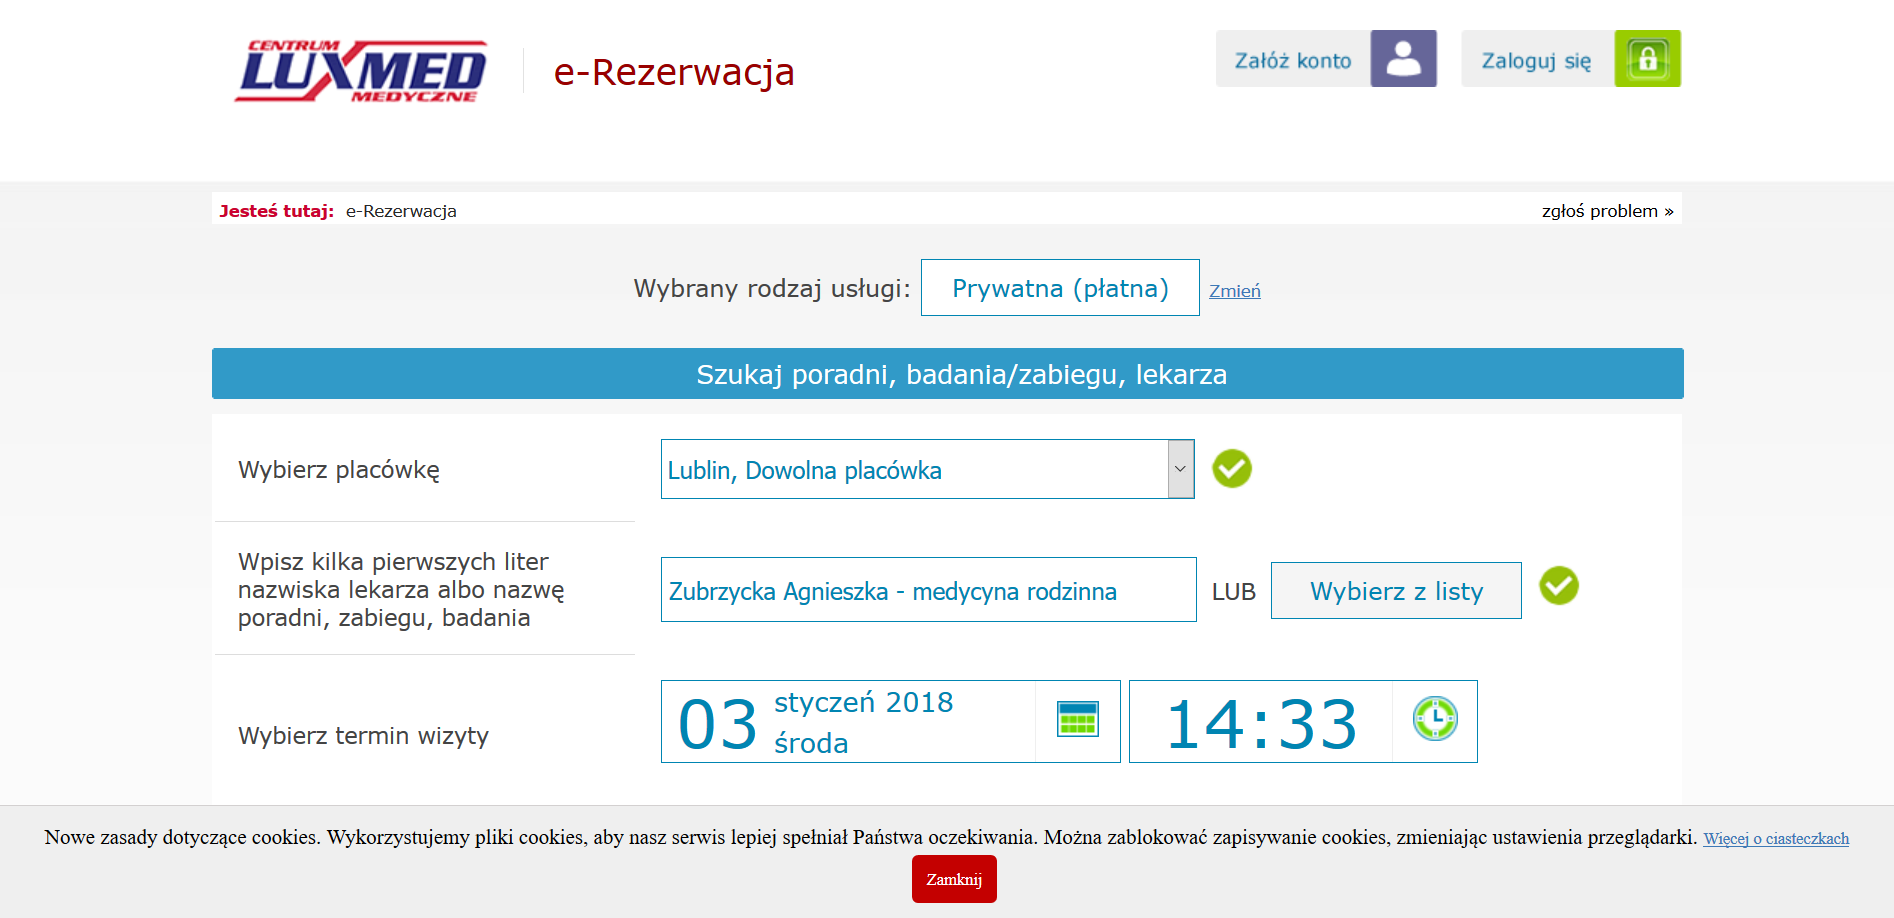 CENTRUM
LUXMED
MEDYCZNE
e-Rezerwacja
Załóż konto
Zaloguj się
Jesteś tutaj: e-Rezerwacja
zgłoś problem »
Wybrany rodzaj usługi: Prywatna (płatna) Zmień
Szukaj poradni, badania/zabiegu, lekarza
Wybierz placówkę
Lublin, Dowolna placówka
Wpisz kilka pierwszych liter
nazwiska lekarza albo nazwę
poradni, zabiegu, badania
Zubrzycka Agnieszka - medycyna rodzinna
LUB
Wybierz z listy
Wybierz termin wizyty
03
styczeń 2018
środa
14:33
Nowe zasady dotyczące cookies. Wykorzystujemy pliki cookies, aby nasz serwis lepiej spełniał Państwa oczekiwania. Można zablokować zapisywanie cookies, zmieniając ustawienia przeglądarki. Więcej o ciasteczkach
Zamknij